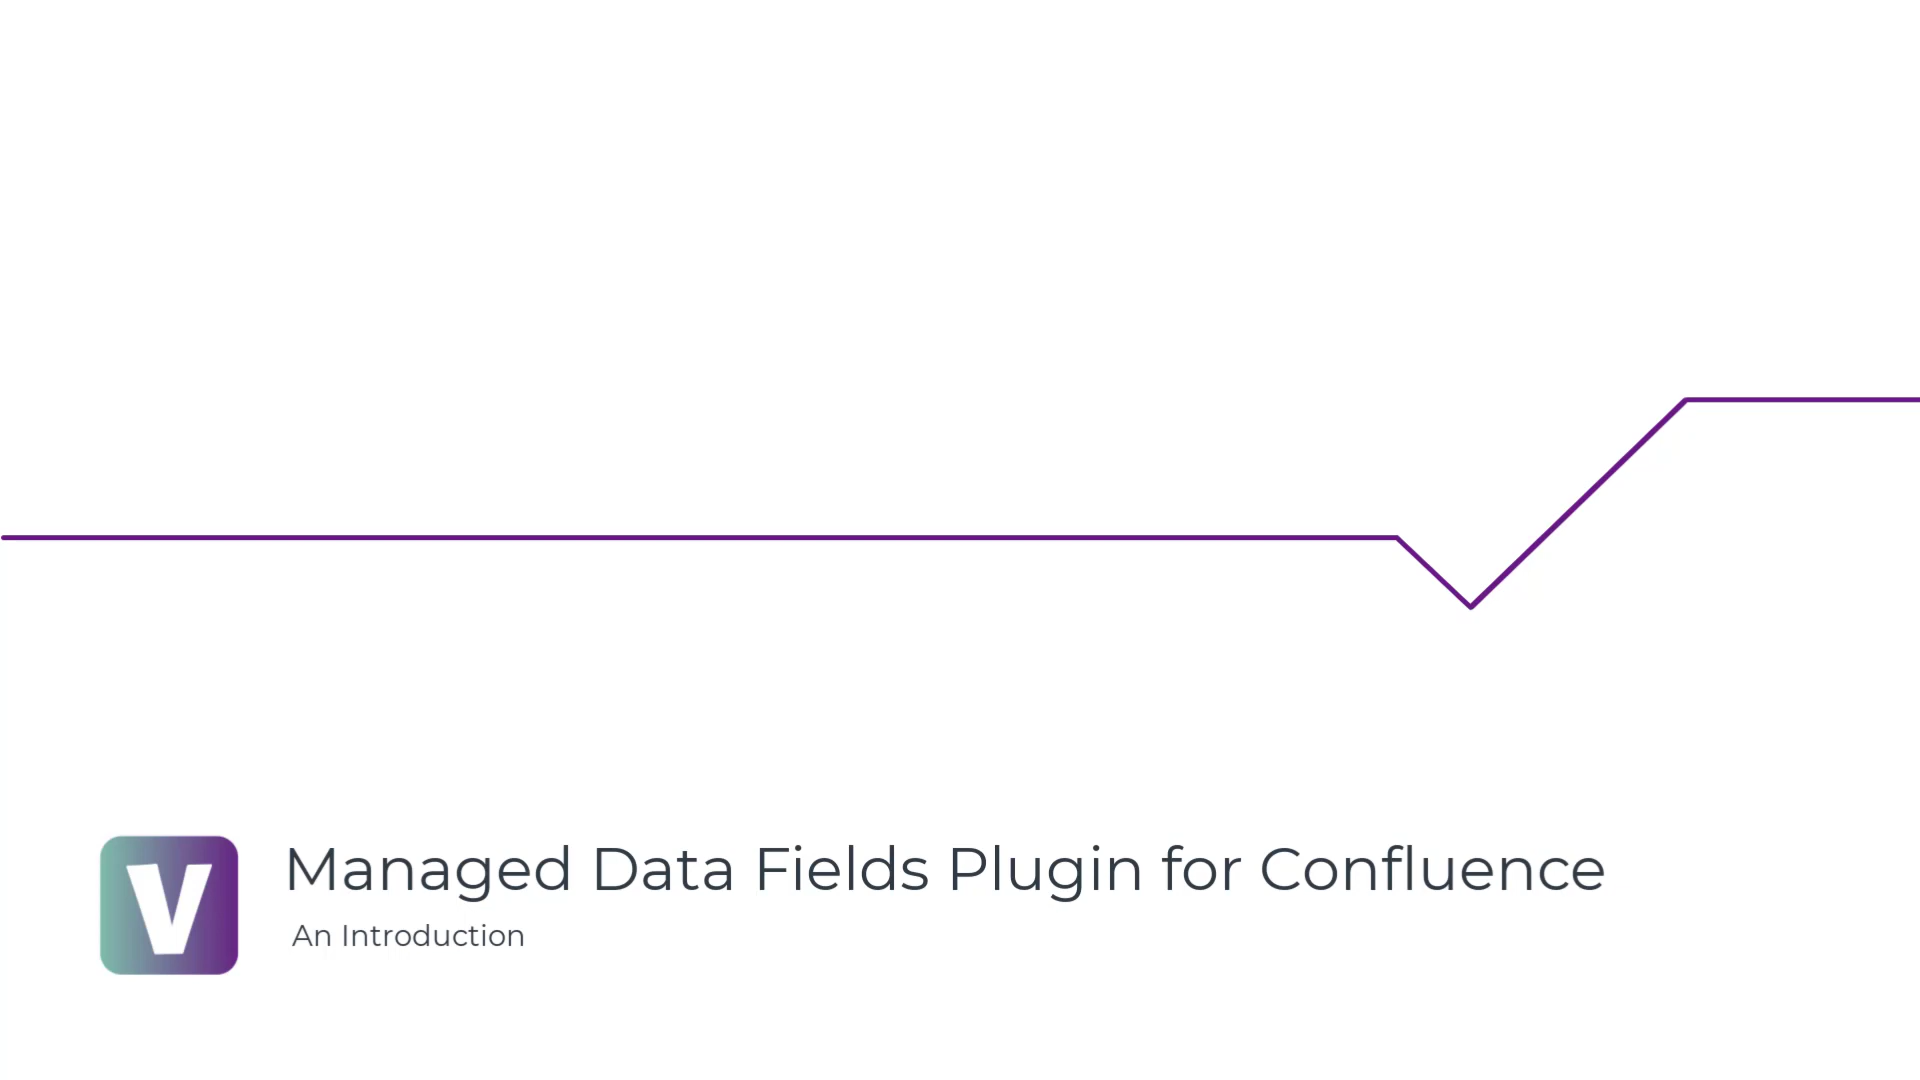 V
Managed Data Fields Plugin for Confluence
An Introduction